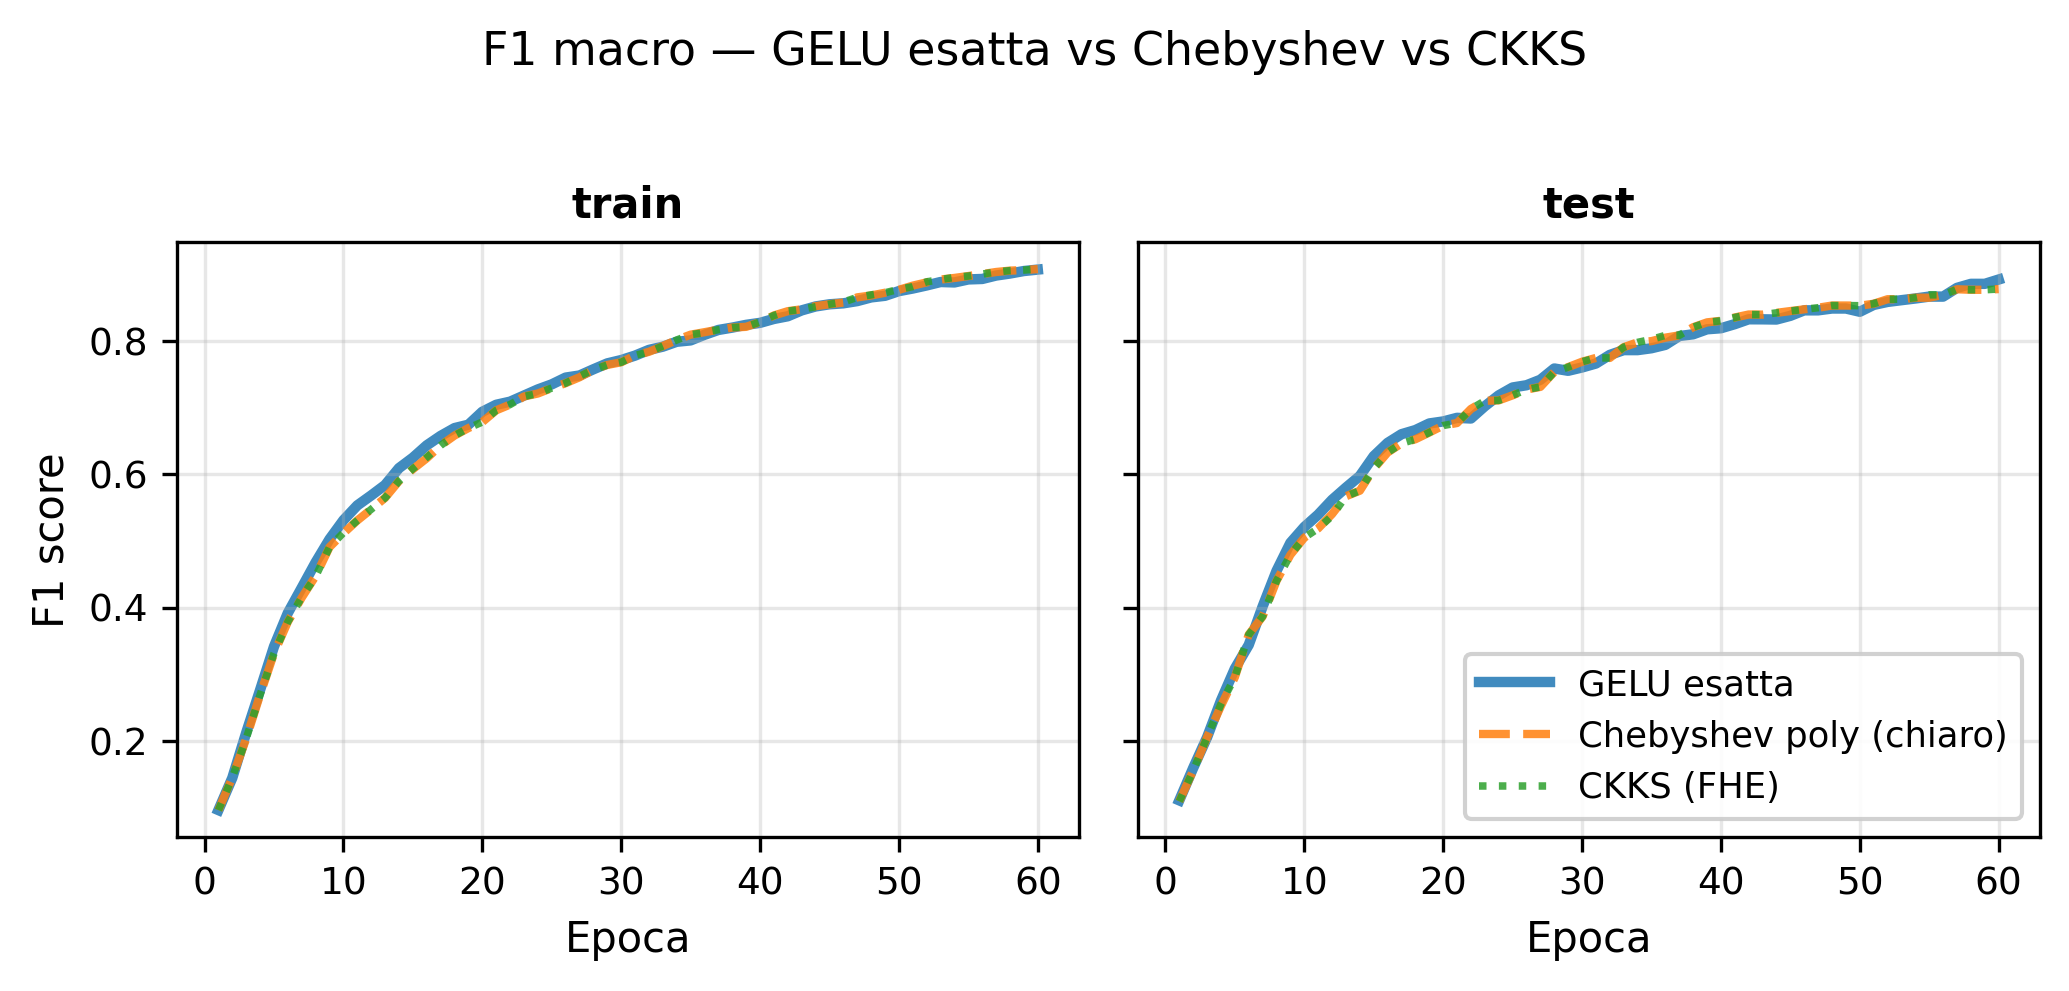 F1 macro — GELU esatta vs Chebyshev vs CKKS
train
test
F1 score
0.8
0.6
0.4
0.2
0 10 20 30 40 50 60
0 10 20 30 40 50 60
Epoca
Epoca
GELU esatta
Chebyshev poly (chiaro)
CKKS (FHE)